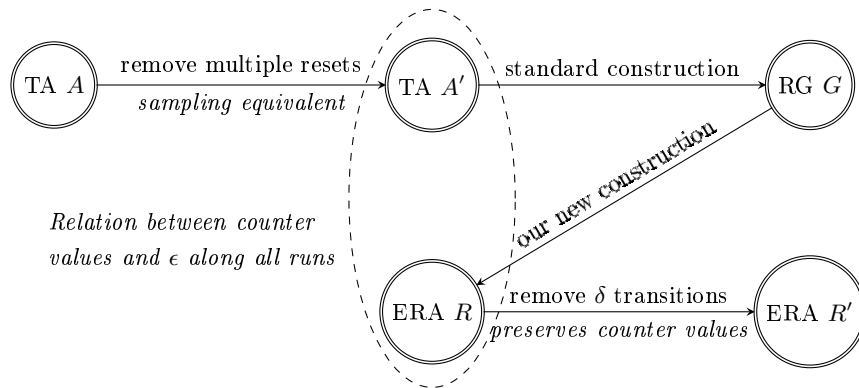 remove multiple resets
standard construction
TA A
TA A′
RG G
sampling equivalent
our new construction
Relation between counter
values and ϵ along all runs
remove δ transitions
ERA R
ERA R′
preserves counter values